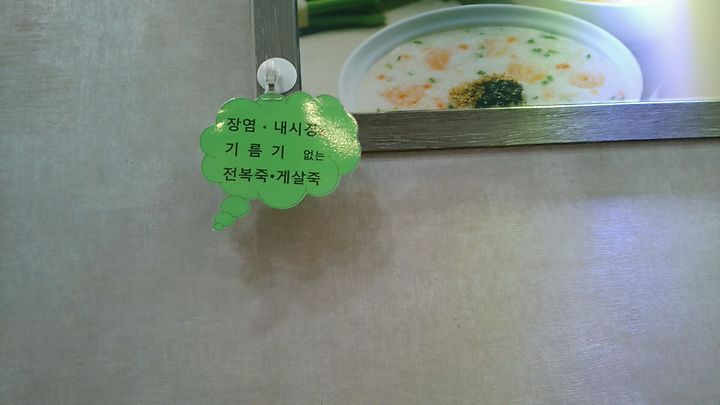 장염 · 내시경
기 름 기 없는
전복죽•게살죽